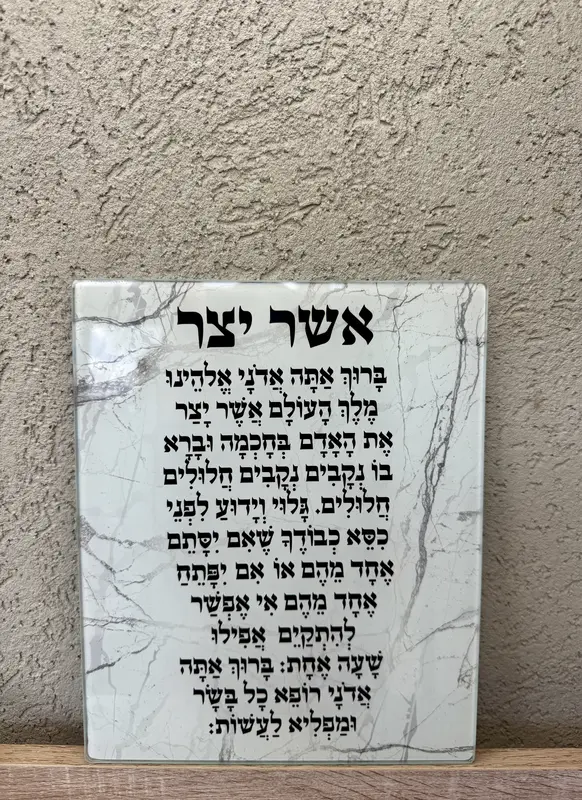 אשר יצר
בָּרוּךְ אַתָּה אֲדֹנָי אֱלֹהֵינוּ
מֶלֶךְ הָעוֹלָם אֲשֶׁר יָצַר
אֶת הָאָדָם בְּחָכְמָה וּבָרָא
בוֹ נְקָבִים נְקָבִים חֲלוּלִים
חֲלוּלִים. גָּלוּי וְיָדוּעַ לִפְנֵי
כִסֵּא כְבוֹדֶךָ שֶׁאִם יִסָּתֵם
אֶחָד מֵהֶם אוֹ אִם יִפָּתֵחַ
אֶחָד מֵהֶם אִי אֶפְשַׁר
לְהִתְקַיֵּם אֲפִילוּ
שָׁעָה אֶחָת: בָּרוּךְ אַתָּה
אֲדֹנָי רוֹפֵא כָל בָּשָׂר
וּמַפְלִיא לַעֲשׂוֹת: